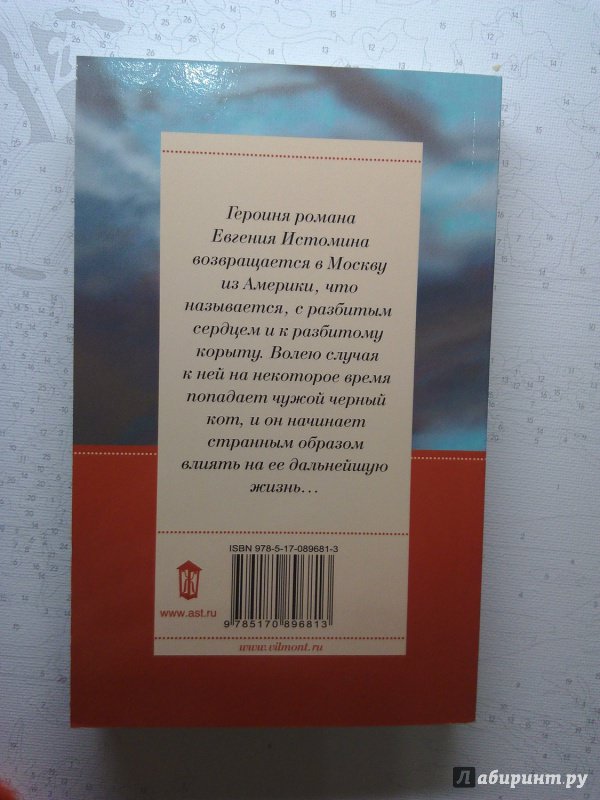 Героиня романа
Евгения Истомина
возвращается в Москву
из Америки, что
называется, с разбитым
сердцем и к разбитому
корыту. Волею случая
к ней на некоторое время
попадает чужой черный
кот, и он начинает
странным образом
влиять на ее дальнейшую
жизнь...
ISBN 978-5-17-089681-3
www.ast.ru
9 785170 896813
www.vilmont.ru
Лабиринт.ру